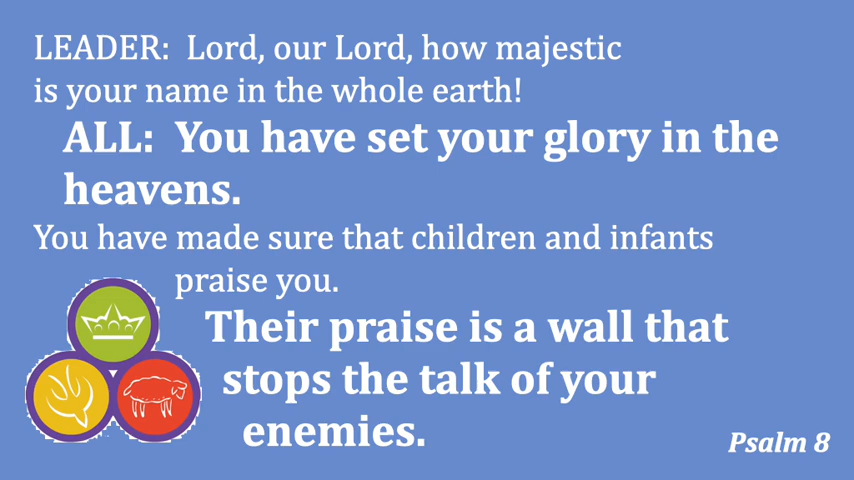 LEADER:  Lord, our Lord, how majestic
is your name in the whole earth!
ALL:  You have set your glory in the
heavens.
You have made sure that children and infants
praise you.
Their praise is a wall that
stops the talk of your
enemies.
Psalm 8